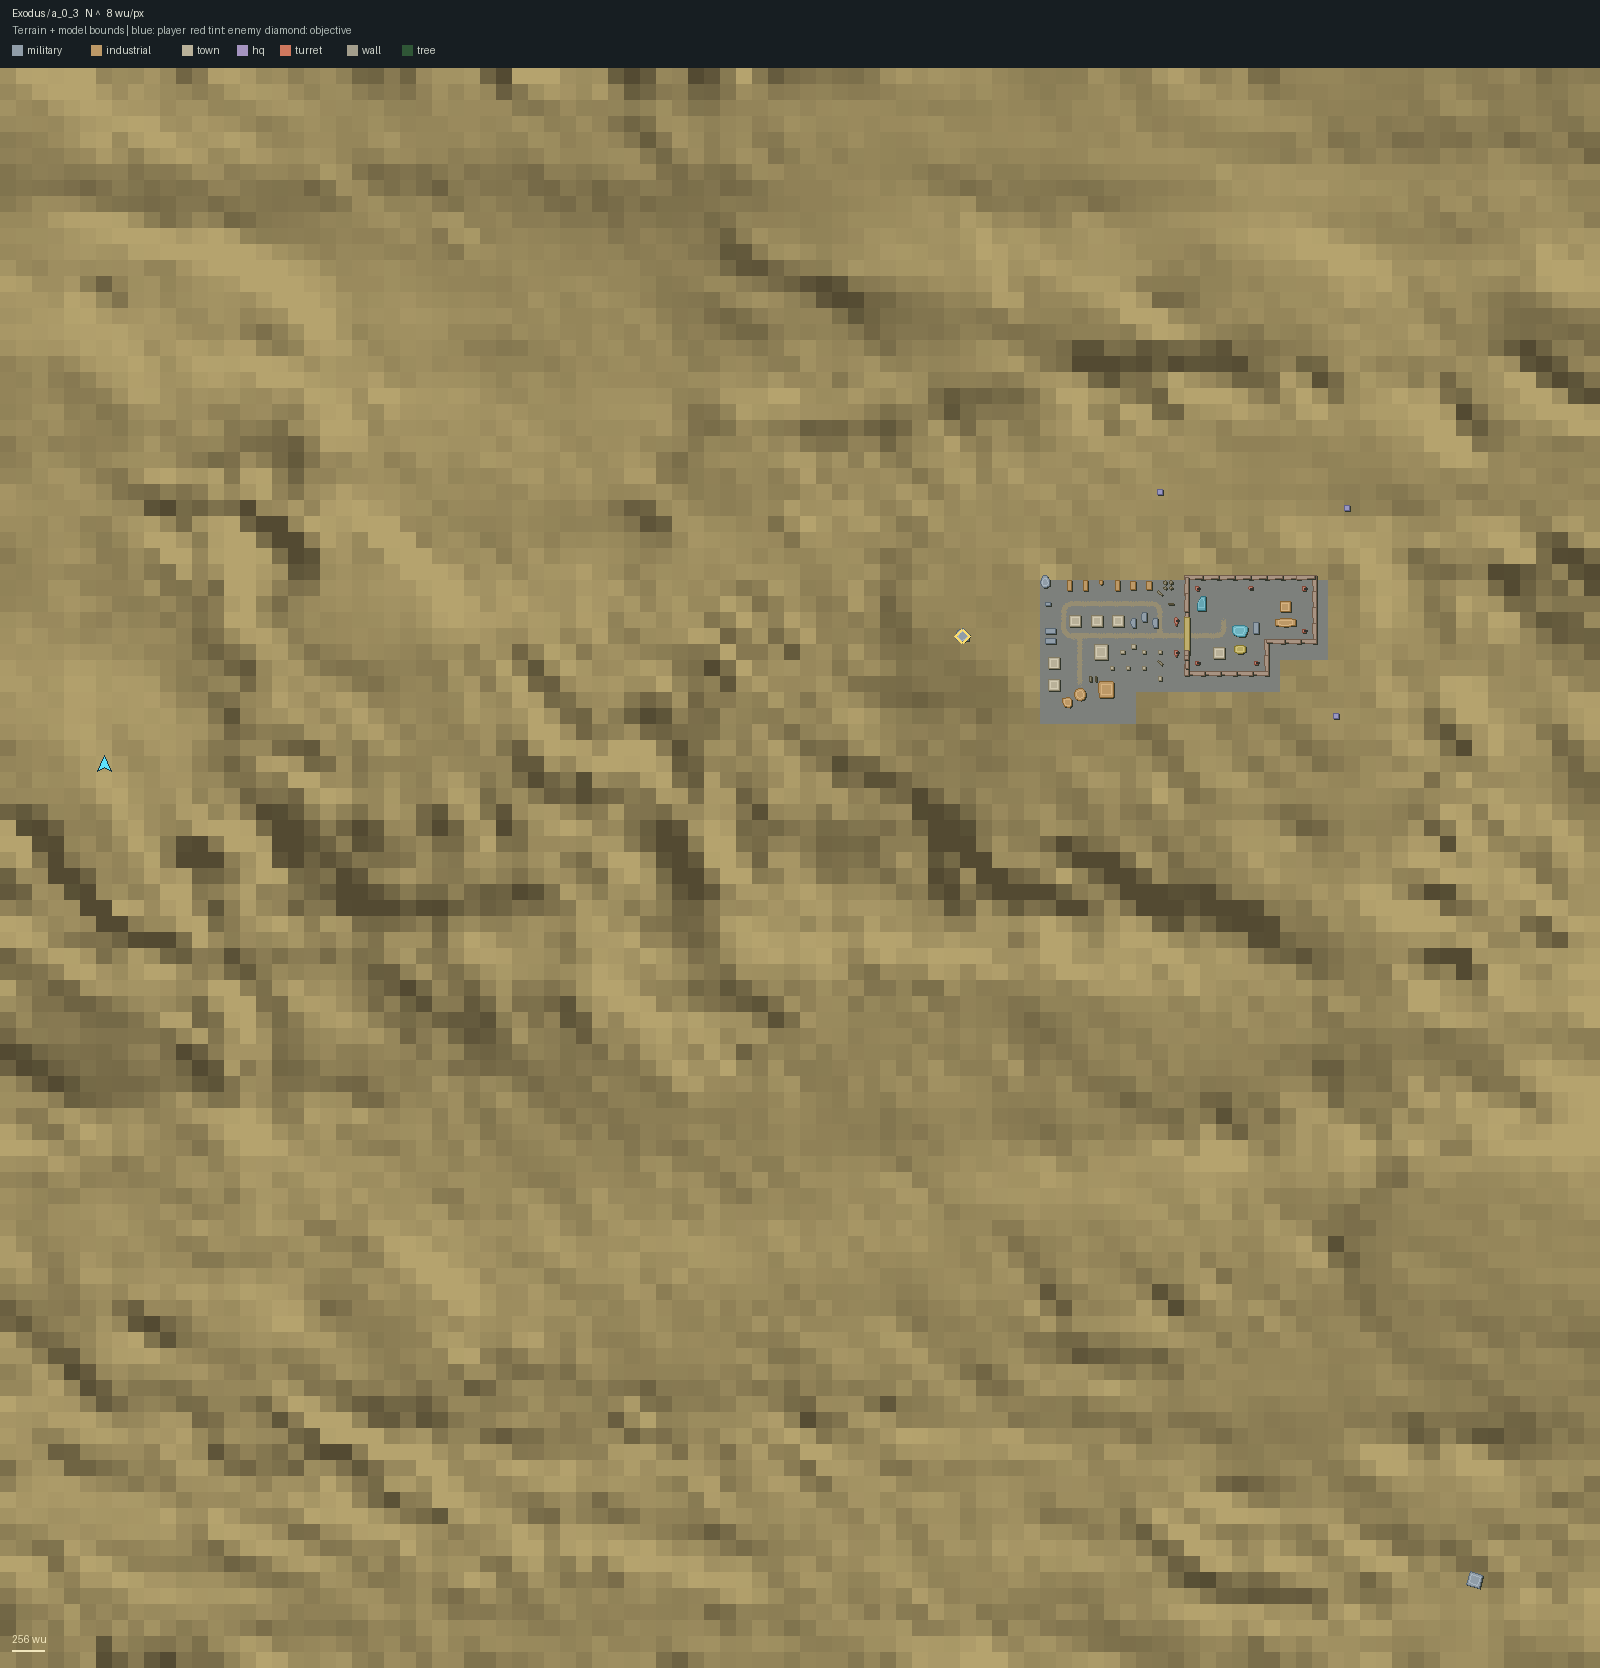 Exodus/a_0_3 N ^ 8 wu/px
Terrain + model bounds | blue: player red tint: enemy diamond: objective
military industrial town hq turret wall tree
256 wu